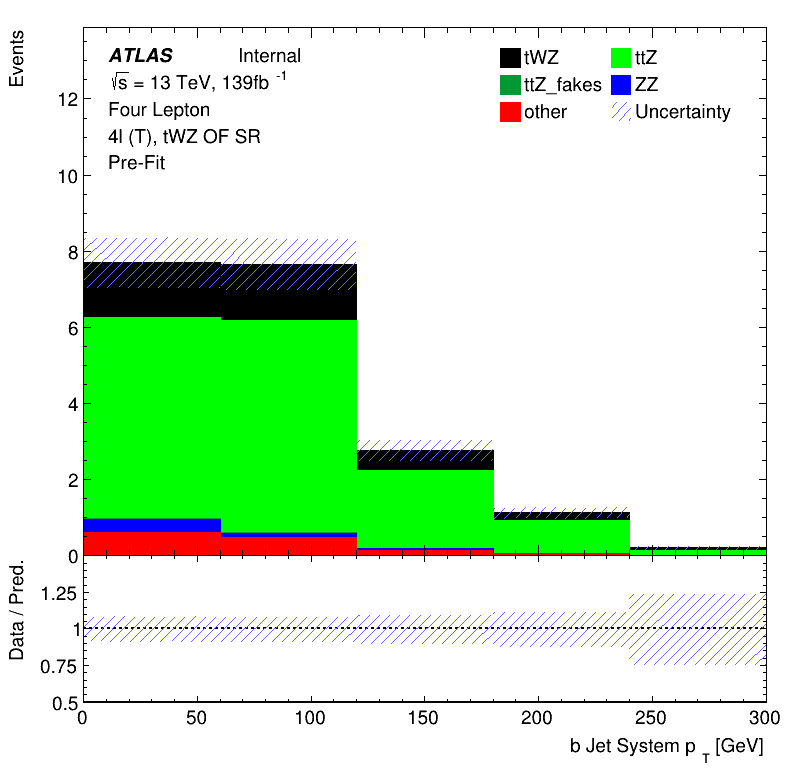 Events
ATLAS Internal
√s = 13 TeV, 139fb -1
Four Lepton
4l (T), tWZ OF SR
Pre-Fit
tWZ ttZ
ttZ_fakes ZZ
other Uncertainty
12
10
8
6
4
2
0
Data / Pred.
1.25
1
0.75
0.5
0 50 100 150 200 250 300
b Jet System p T [GeV]